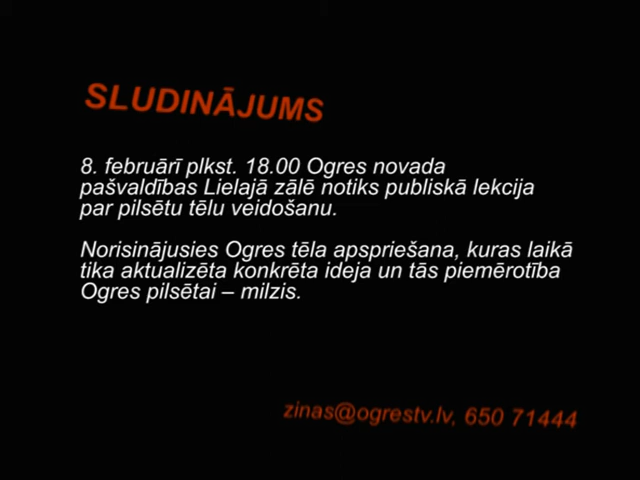 SLUDINĀJUMS
8. februārī plkst. 18.00 Ogres novada
pašvaldības Lielajā zālē notiks publiskā lekcija
par pilsētu tēlu veidošanu.
Norisinājusies Ogres tēla apspriešana, kuras laikā
tika aktualizēta konkrēta ideja un tās piemērotība
Ogres pilsētai – milzis.
zinas@ogrestv.lv, 650 71444